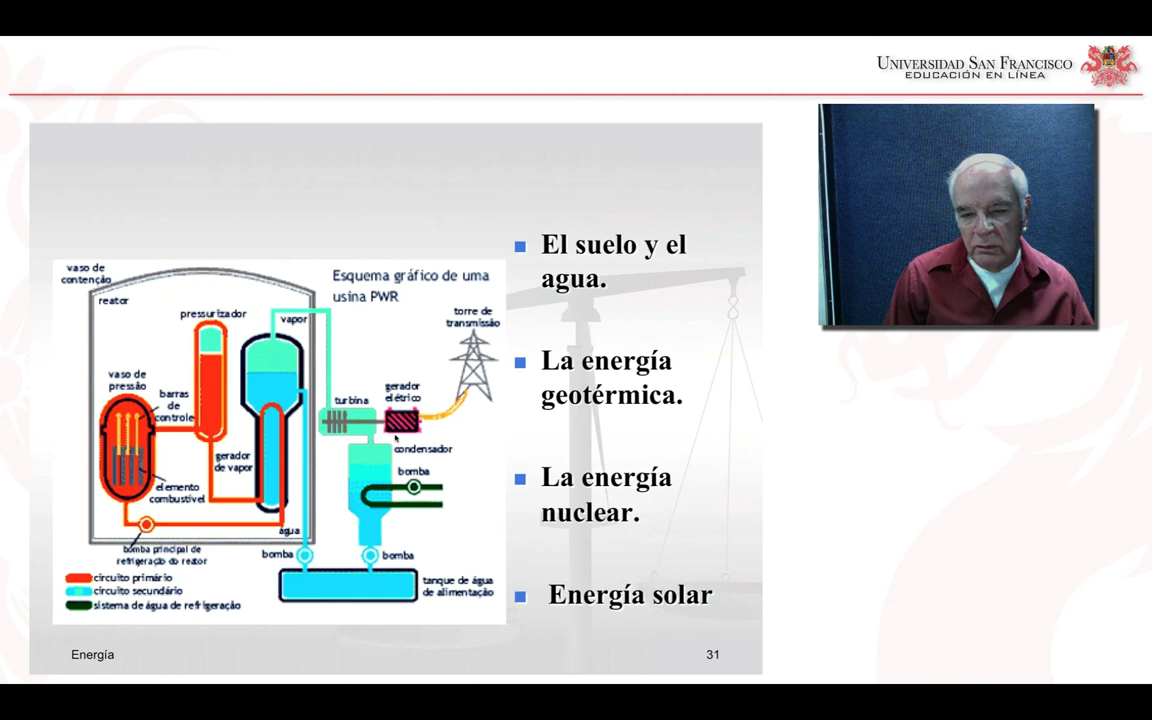 UNIVERSIDAD SAN FRANCISCO
EDUCACIÓN EN LÍNEA
vaso de
contenção
reator
Esquema gráfico de uma
usina PWR
pressurizador
vapor
torre de
transmissão
vaso de
pressão
barras
de
controle
turbina
gerador
elétrico
condensador
gerador
de vapor
bomba
elemento
combustível
água
bomba principal de
refrigeração do reator
bomba
bomba
circuito primário
circuito secundário
sistema de água de refrigeração
tanque de água
de alimentação
El suelo y el
agua.
La energía
geotérmica.
La energía
nuclear.
Energía solar
Energía
31